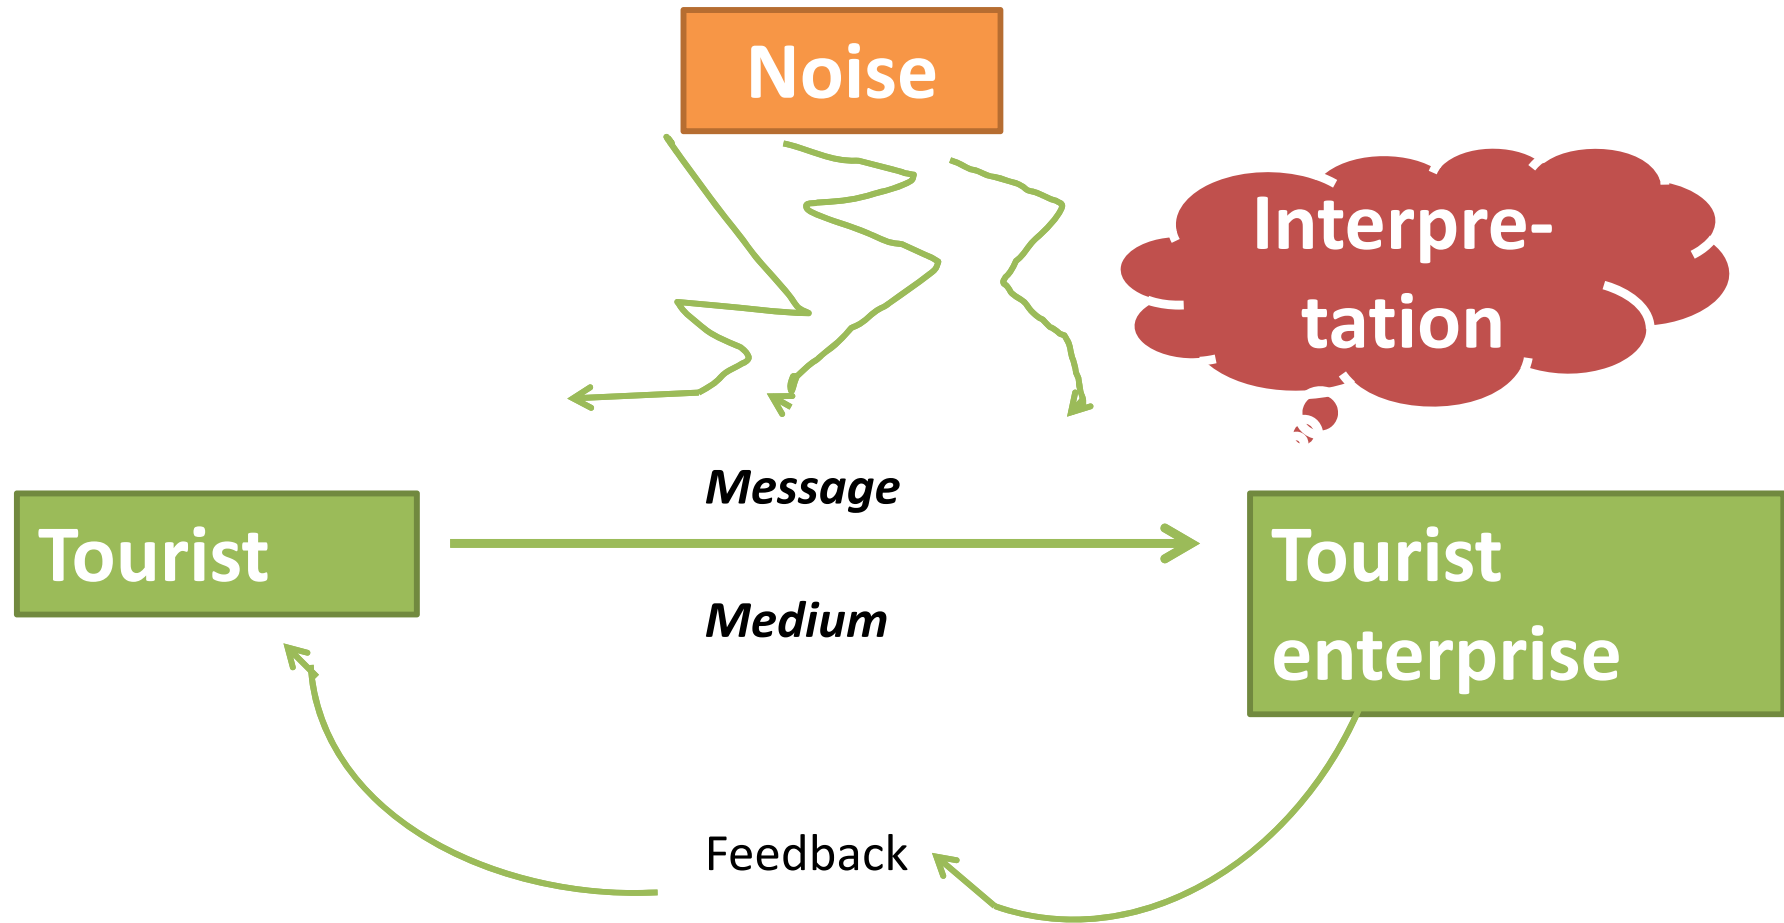 Noise
Interpre-
tation
Message
Tourist
Tourist
enterprise
Medium
Feedback